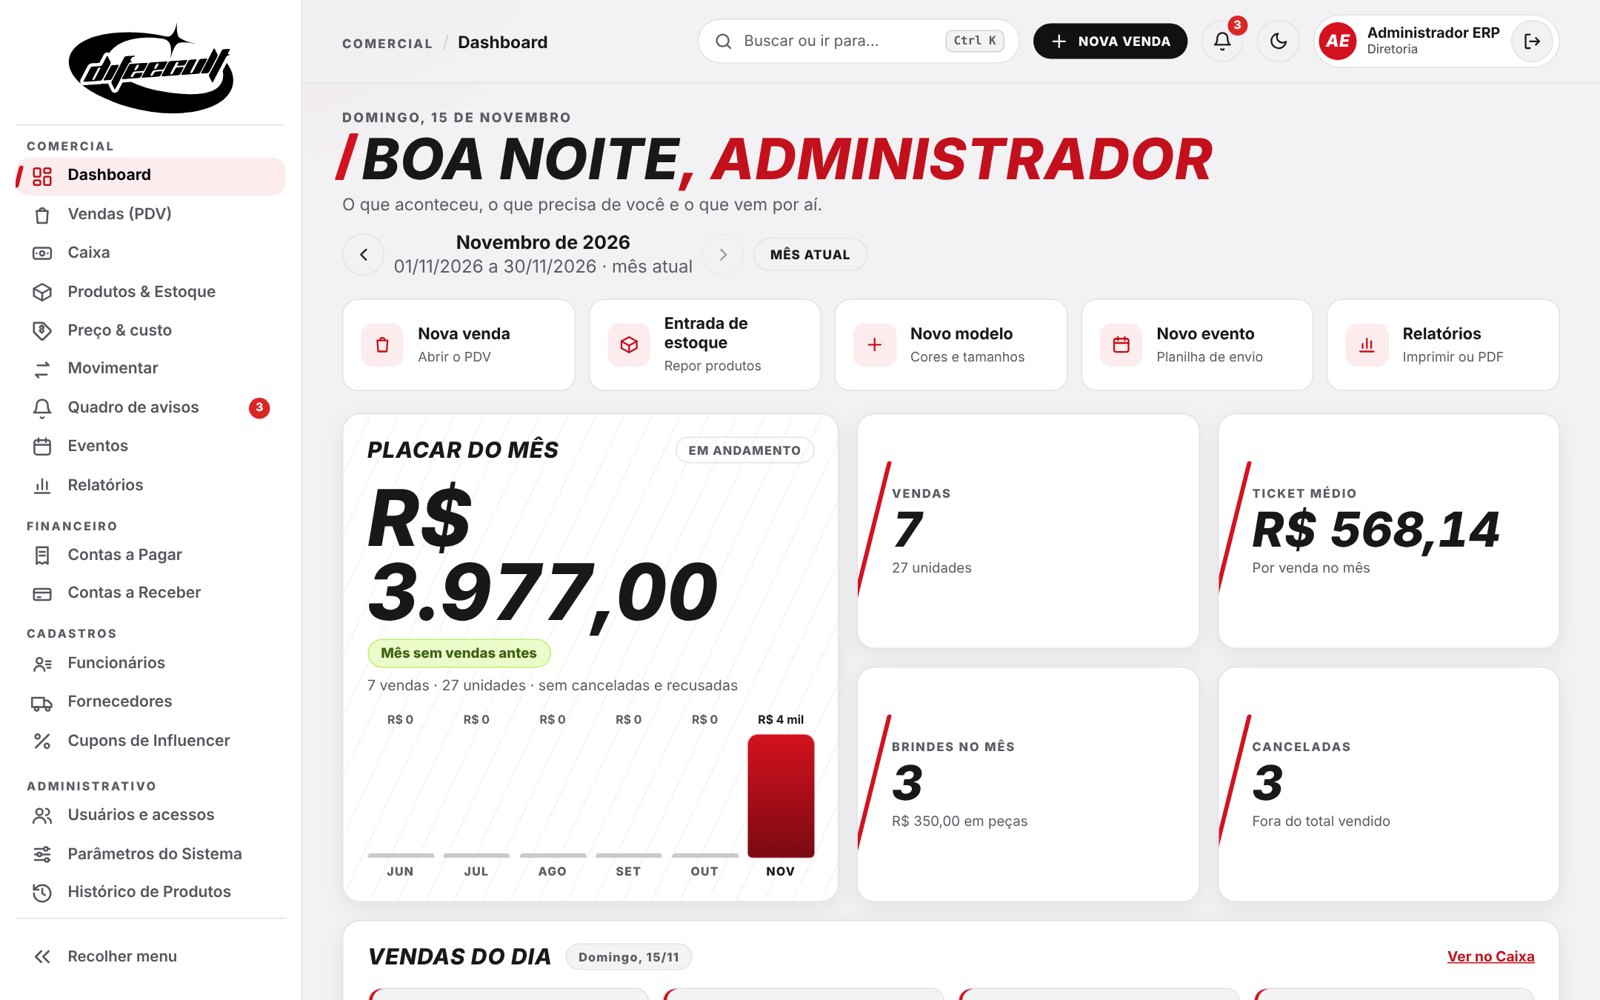 difeecult
COMERCIAL
Dashboard
Vendas (PDV)
Caixa
Produtos & Estoque
Preço & custo
Movimentar
Quadro de avisos 3
Eventos
Relatórios
FINANCEIRO
Contas a Pagar
Contas a Receber
CADASTROS
Funcionários
Fornecedores
Cupons de Influencer
ADMINISTRATIVO
Usuários e acessos
Parâmetros do Sistema
Histórico de Produtos
Recolher menu
COMERCIAL / Dashboard
Buscar ou ir para... Ctrl K
NOVA VENDA
3
AE
Administrador ERP
Diretoria
DOMINGO, 15 DE NOVEMBRO
/BOA NOITE, ADMINISTRADOR
O que aconteceu, o que precisa de você e o que vem por aí.
Novembro de 2026
01/11/2026 a 30/11/2026 · mês atual
MÊS ATUAL
Nova venda
Abrir o PDV
Entrada de
estoque
Repor produtos
Novo modelo
Cores e tamanhos
Novo evento
Planilha de envio
Relatórios
Imprimir ou PDF
PLACAR DO MÊS
EM ANDAMENTO
R$
3.977,00
Mês sem vendas antes
7 vendas · 27 unidades · sem canceladas e recusadas
R$ 0 R$ 0 R$ 0 R$ 0 R$ 0 R$ 4 mil
JUN JUL AGO SET OUT NOV
VENDAS
7
27 unidades
TICKET MÉDIO
R$ 568,14
Por venda no mês
BRINDES NO MÊS
3
R$ 350,00 em peças
CANCELADAS
3
Fora do total vendido
VENDAS DO DIA
Domingo, 15/11
Ver no Caixa